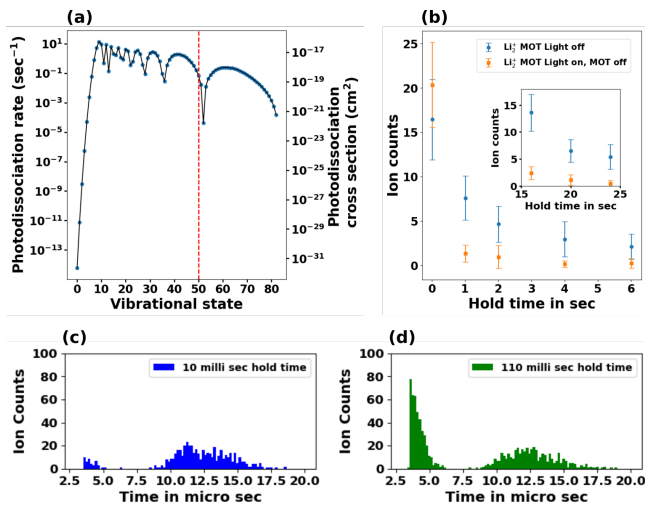 (a)
Photodissociation rate (sec⁻¹)
10¹
10⁻¹
10⁻³
10⁻⁵
10⁻⁷
10⁻⁹
10⁻¹¹
10⁻¹³
10⁻¹⁷
10⁻¹⁹
10⁻²¹
10⁻²³
10⁻²⁵
10⁻²⁷
10⁻²⁹
10⁻³¹
Photodissociation
cross section (cm²)
0 10 20 30 40 50 60 70 80
Vibrational state
(b)
Ion counts
25
20
15
10
5
0
Li₂⁺ MOT Light off
Li₂⁺ MOT Light on, MOT off
Ion counts
15
10
5
0
15 20 25
Hold time in sec
0 1 2 3 4 5 6
Hold time in sec
(c)
Ion Counts
100
80
60
40
20
0
10 milli sec hold time
2.5 5.0 7.5 10.0 12.5 15.0 17.5 20.0
Time in micro sec
(d)
Ion Counts
100
80
60
40
20
0
110 milli sec hold time
2.5 5.0 7.5 10.0 12.5 15.0 17.5 20.0
Time in micro sec